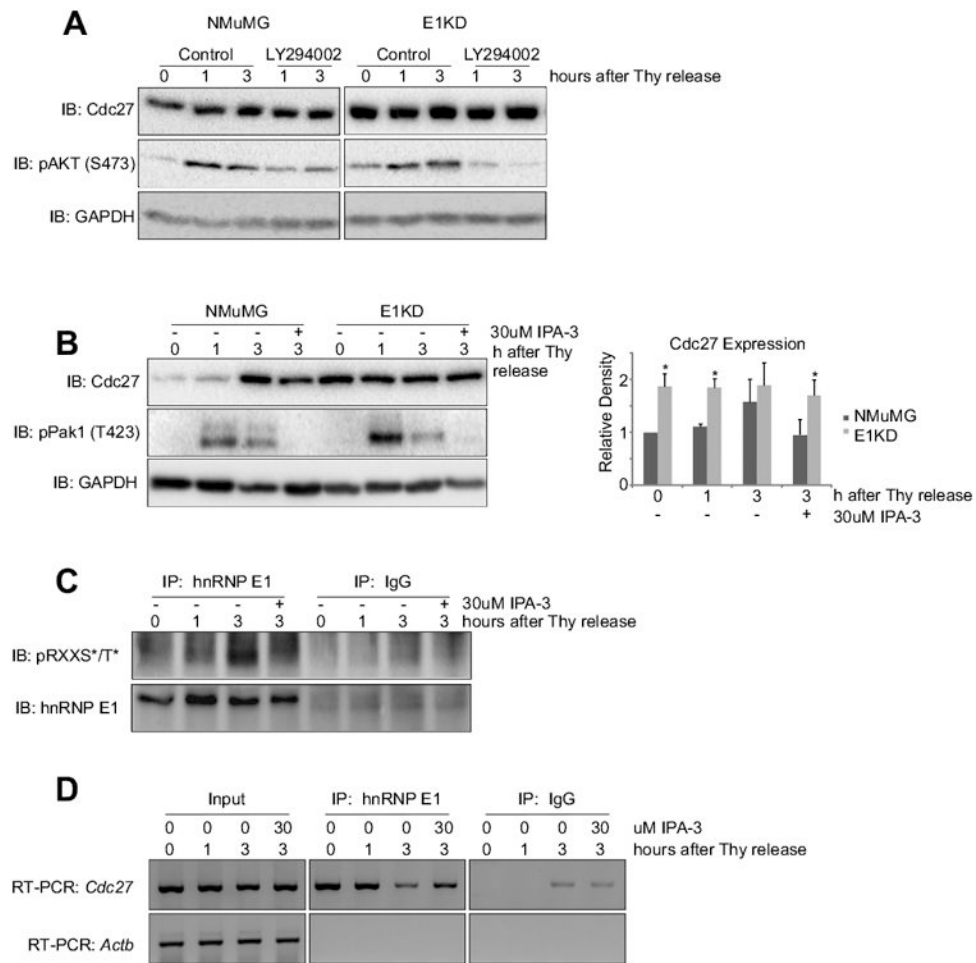 A
NMuMG E1KD
Control LY294002 Control LY294002
0 1 3 1 3 0 1 3 1 3 hours after Thy release
IB: Cdc27
IB: pAKT (S473)
IB: GAPDH
B
NMuMG E1KD
- - - + - - - + 30uM IPA-3
0 1 3 3 0 1 3 3 h after Thy
release
IB: Cdc27
IB: pPak1 (T423)
IB: GAPDH
Cdc27 Expression
Relative Density
2
1
0
* * *
NMuMG
E1KD
0 1 3 3 h after Thy release
- - - + 30uM IPA-3
C
IP: hnRNP E1 IP: IgG
- - - + - - - + 30uM IPA-3
0 1 3 3 0 1 3 3 hours after Thy release
IB: pRXXS*/T*
IB: hnRNP E1
D
Input IP: hnRNP E1 IP: IgG
0 0 0 30 0 0 0 30 0 0 0 30 uM IPA-3
0 1 3 3 0 1 3 3 0 1 3 3 hours after Thy release
RT-PCR: Cdc27
RT-PCR: Actb